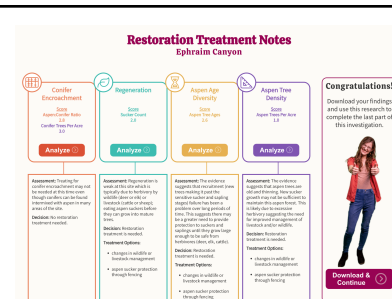 Restoration Treatment Notes
Ephraim Canyon
Conifer
Encroachment
Score
Aspen:Conifer Ratio
2.0
Conifer Trees Per Acre
3.0
Analyze
Assessment: Treating for
conifer encroachment may not
be needed at this time even
though conifers can be found
intermixed with aspen in many
areas of the site.
Decision: No restoration
treatment needed.
Regeneration
Score
Sucker Count
2.0
Analyze
Assessment: Regeneration is
weak at this site which is
typically due to herbivory by
wildlife (deer or elk) or
livestock (cattle or sheep),
eating aspen suckers before
they can grow into mature
trees.
Decision: Restoration
treatment is needed.
Treatment Options:
• changes in wildlife or
livestock management
• aspen sucker protection
through fencing
Aspen Age
Diversity
Score
Aspen Tree Ages
Analyze
Assessment: The evidence
suggests that recruitment (new
trees making it past the
sensitive sucker and sapling
stages) failure has been a
problem over long periods of
time. This suggests there may
be a greater need to provide
protection to suckers and
saplings until they grow large
enough to be safe from
herbivores (deer, elk, cattle).
Decision: Restoration
treatment is needed.
Treatment Options:
• changes in wildlife or
livestock management
• aspen sucker protection
through fencing
Aspen Tree
Density
Score
Aspen Trees Per Acre
1.0
Analyze
Assessment: The evidence
suggests that aspen trees are
old and thinning. New sucker
growth may not be sufficient to
maintain this aspen forest. This
is likely due to excessive
herbivory suggesting the need
for improved management of
livestock and/or wildlife.
Decision: Restoration
treatment is needed.
Treatment Options:
• changes in wildlife or
livestock management
• aspen sucker protection
through fencing
Congratulations!
Download your findings
and use this research to
complete the last part of
this investigation.
Download &
Continue